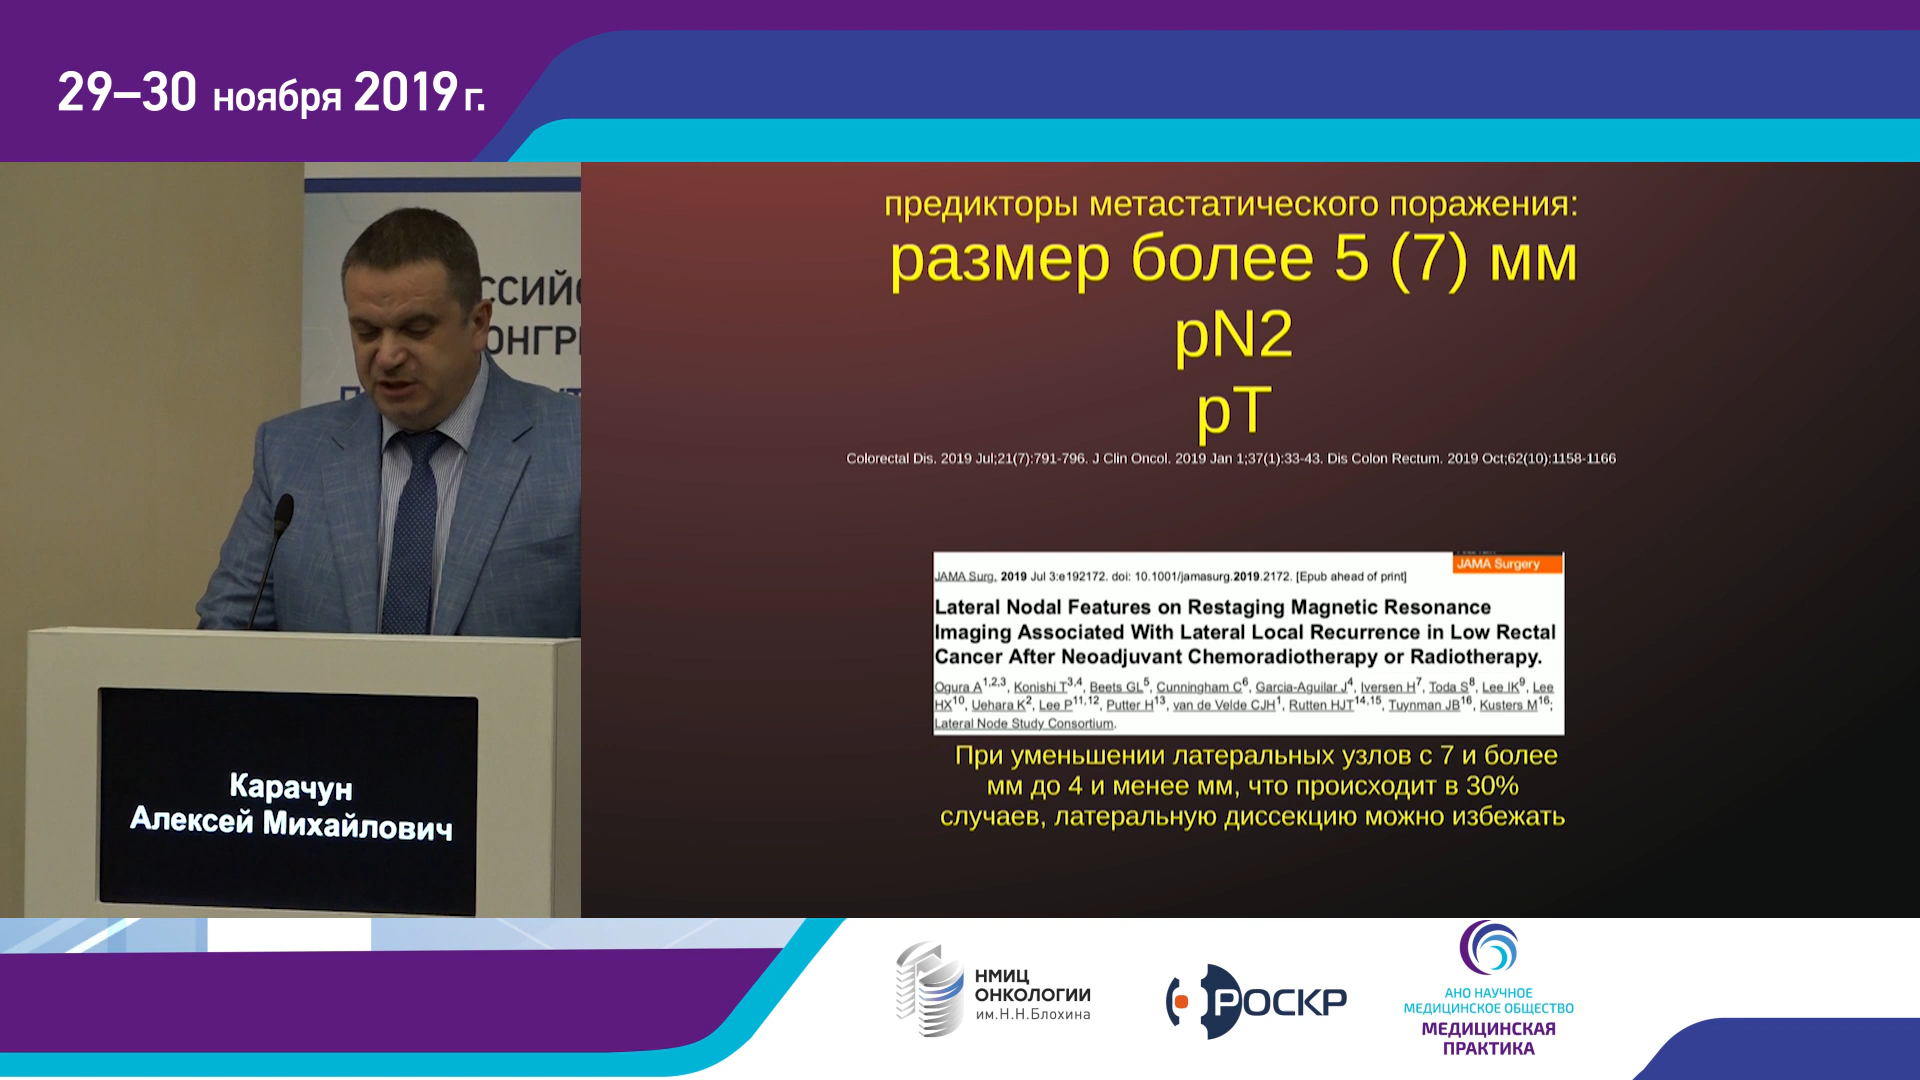 29–30 ноября 2019 г.
ССИЙС
ОНГРЕ
предикторы метастатического поражения:
размер более 5 (7) мм
pN2
pT
Colorectal Dis. 2019 Jul;21(7):791-796. J Clin Oncol. 2019 Jan 1;37(1):33-43. Dis Colon Rectum. 2019 Oct;62(10):1158-1166
JAMA Surgery
JAMA Surg. 2019 Jul 3:e192172. doi: 10.1001/jamasurg.2019.2172. [Epub ahead of print]
Lateral Nodal Features on Restaging Magnetic Resonance
Imaging Associated With Lateral Local Recurrence in Low Rectal
Cancer After Neoadjuvant Chemoradiotherapy or Radiotherapy.
Ogura A1,2,3, Konishi T3,4, Beets GL5, Cunningham C6, Garcia-Aguilar J4, Iversen H7, Toda S8, Lee IK9, Lee
HX10, Uehara K2, Lee P11,12, Putter H13, van de Velde CJH1, Rutten HJT14,15, Tuynman JB16, Kusters M16;
Lateral Node Study Consortium.
При уменьшении латеральных узлов с 7 и более
мм до 4 и менее мм, что происходит в 30%
случаев, латеральную диссекцию можно избежать
Карачун
Алексей Михайлович
НМИЦ
ОНКОЛОГИИ
им.Н.Н.Блохина
РОСКР
АНО НАУЧНОЕ
МЕДИЦИНСКОЕ ОБЩЕСТВО
МЕДИЦИНСКАЯ
ПРАКТИКА